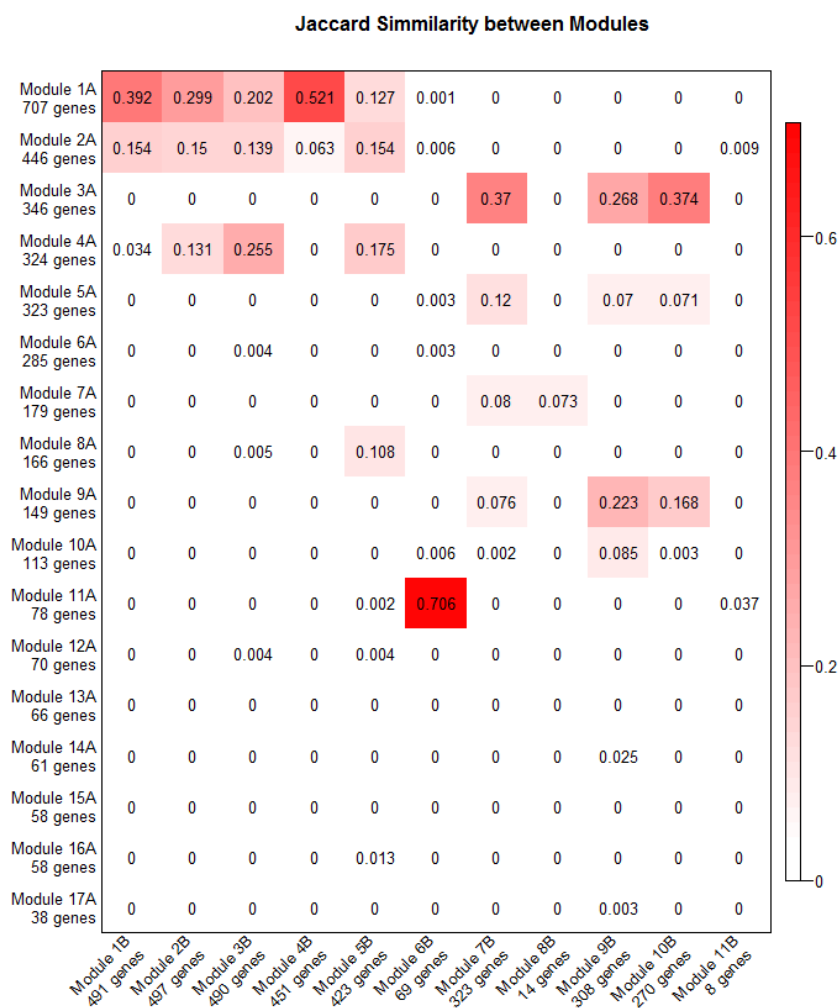 Jaccard Simmilarity between Modules
Module 1A
707 genes
0.392 0.299 0.202 0.521 0.127 0.001 0 0 0 0 0
Module 2A
446 genes
0.154 0.15 0.139 0.063 0.154 0.006 0 0 0 0 0.009
Module 3A
346 genes
0 0 0 0 0 0 0.37 0 0.268 0.374 0
Module 4A
324 genes
0.034 0.131 0.255 0 0.175 0 0 0 0 0 0
Module 5A
323 genes
0 0 0 0 0 0.003 0.12 0 0.07 0.071 0
Module 6A
285 genes
0 0 0.004 0 0 0.003 0 0 0 0 0
Module 7A
179 genes
0 0 0 0 0 0 0.08 0.073 0 0 0
Module 8A
166 genes
0 0 0.005 0 0.108 0 0 0 0 0 0
Module 9A
149 genes
0 0 0 0 0 0 0.076 0 0.223 0.168 0
Module 10A
113 genes
0 0 0 0 0 0.006 0.002 0 0.085 0.003 0
Module 11A
78 genes
0 0 0 0 0.002 0.706 0 0 0 0 0.037
Module 12A
70 genes
0 0 0.004 0 0.004 0 0 0 0 0 0
Module 13A
66 genes
0 0 0 0 0 0 0 0 0 0 0
Module 14A
61 genes
0 0 0 0 0 0 0 0 0.025 0 0
Module 15A
58 genes
0 0 0 0 0 0 0 0 0 0 0
Module 16A
58 genes
0 0 0 0 0.013 0 0 0 0 0 0
Module 17A
38 genes
0 0 0 0 0 0 0 0 0.003 0 0
Module 1B
491 genes
Module 2B
497 genes
Module 3B
490 genes
Module 4B
451 genes
Module 5B
423 genes
Module 6B
69 genes
Module 7B
323 genes
Module 8B
14 genes
Module 9B
308 genes
Module 10B
270 genes
Module 11B
8 genes
0.6
0.4
0.2
0